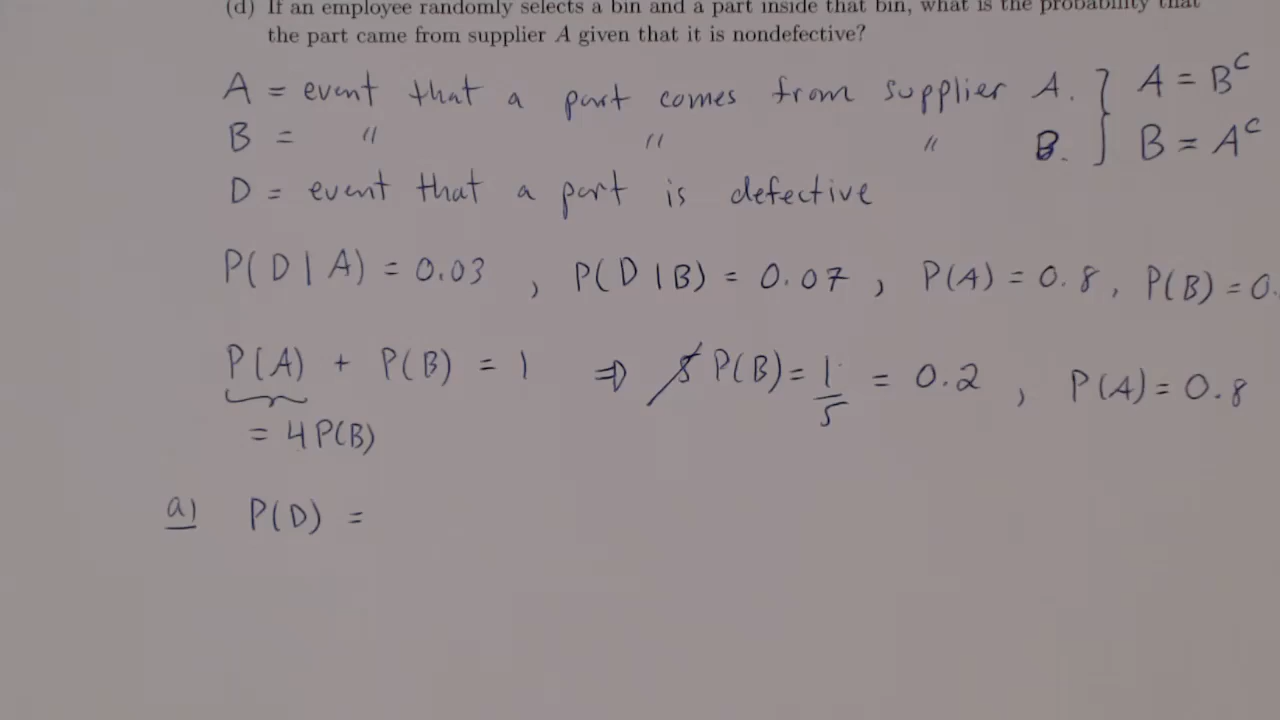 (d) If an employee randomly selects a bin and a part inside that bin, what is the probability that
the part came from supplier A given that it is nondefective?
A = event that a part comes from supplier A. } A = B^C
B = " " " B. } B = A^C
D = event that a part is defective
P(D|A) = 0.03 , P(D|B) = 0.07 , P(A) = 0.8 , P(B) = 0.
P(A) + P(B) = 1 ⇒ 5 P(B) = 1/5 = 0.2 , P(A) = 0.8
= 4P(B)
a) P(D) =